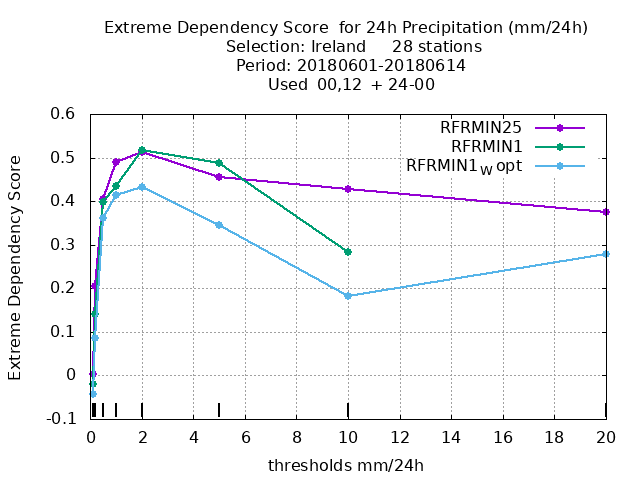 Extreme Dependency Score  for 24h Precipitation (mm/24h)
Selection: Ireland     28 stations
Period: 20180601-20180614
Used  00,12  + 24-00
RFRMIN25
RFRMIN1
RFRMIN1W opt
0.6
0.5
0.4
0.3
0.2
0.1
0
-0.1
Extreme Dependency Score
0 2 4 6 8 10 12 14 16 18 20
thresholds mm/24h